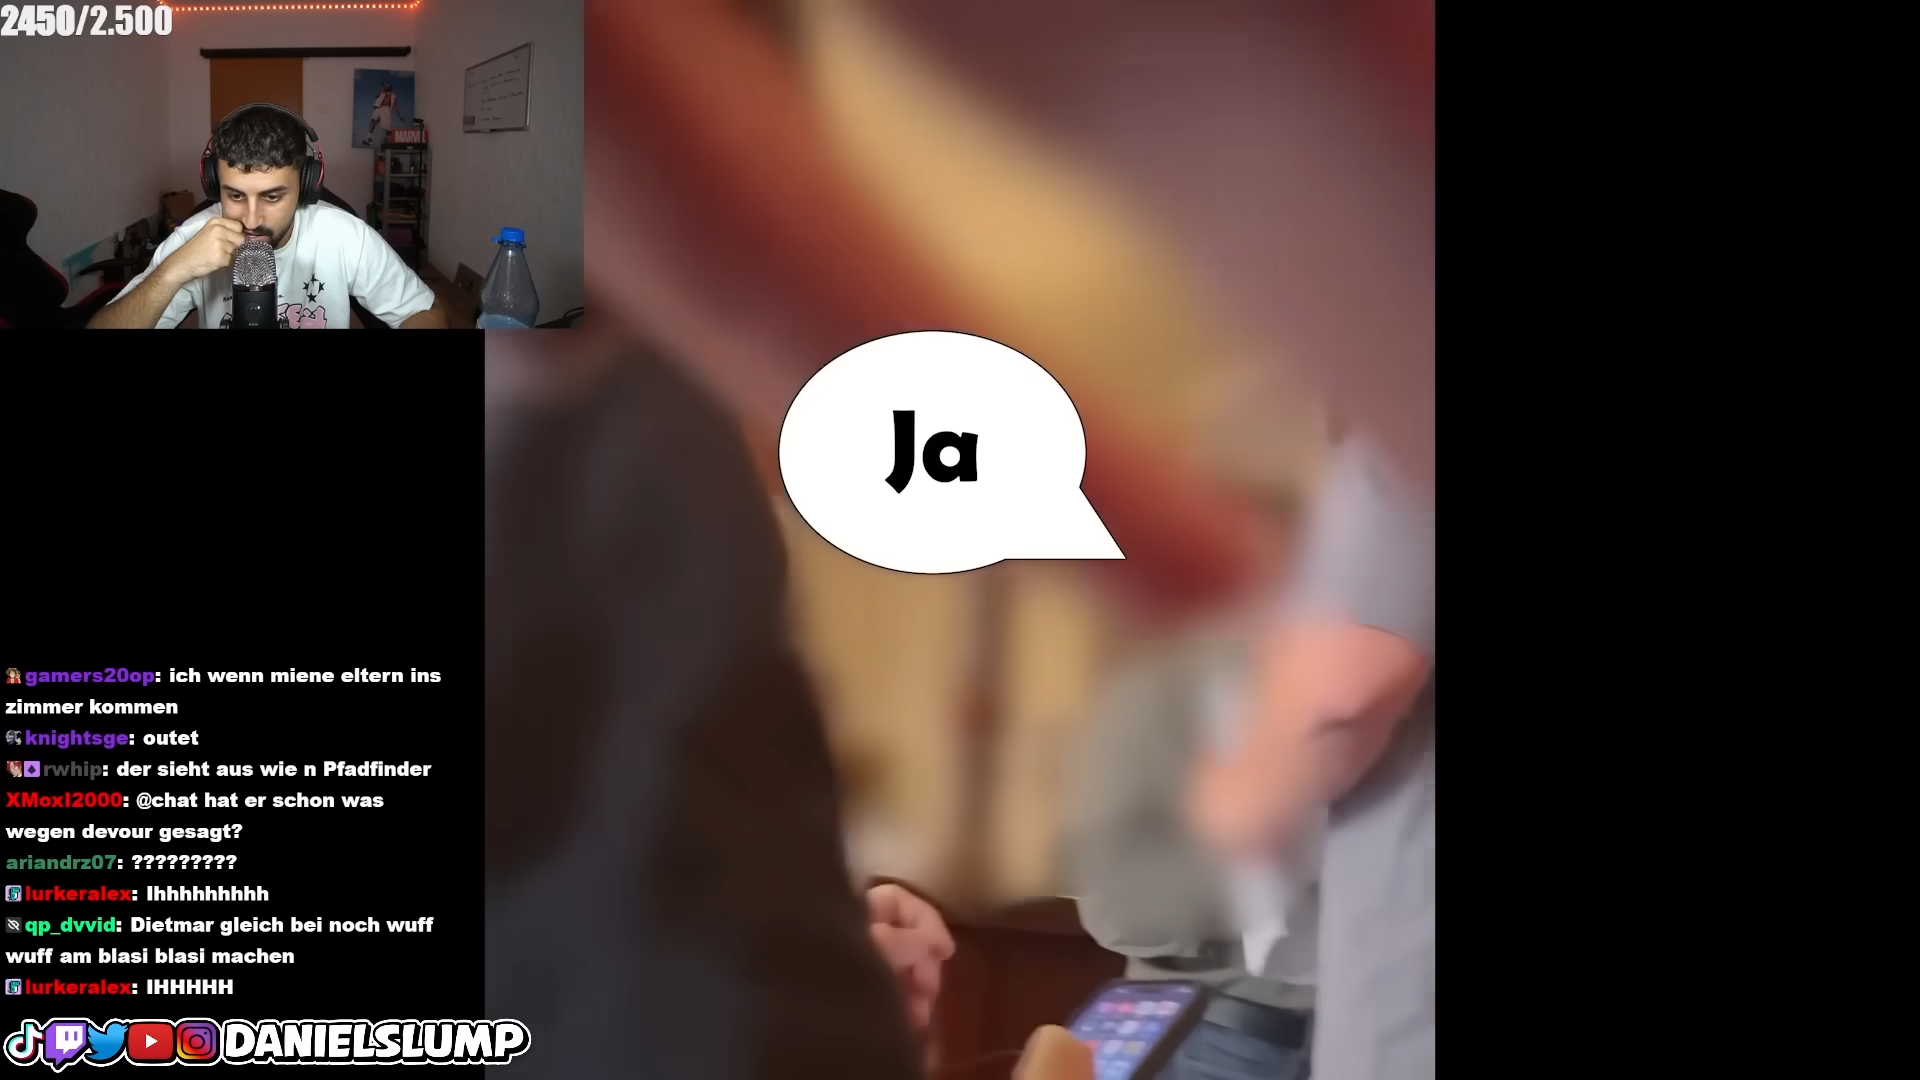 2450/2.500
MARVEL
Ja
gamers20op: ich wenn miene eltern ins
zimmer kommen
knightsge: outet
rwhip: der sieht aus wie n Pfadfinder
XMoxI2000: @chat hat er schon was
wegen devour gesagt?
ariandrz07: ?????????
lurkeralex: Ihhhhhhhhh
qp_dvvid: Dietmar gleich bei noch wuff
wuff am blasi blasi machen
lurkeralex: IHHHHH
DANIELSLUMP